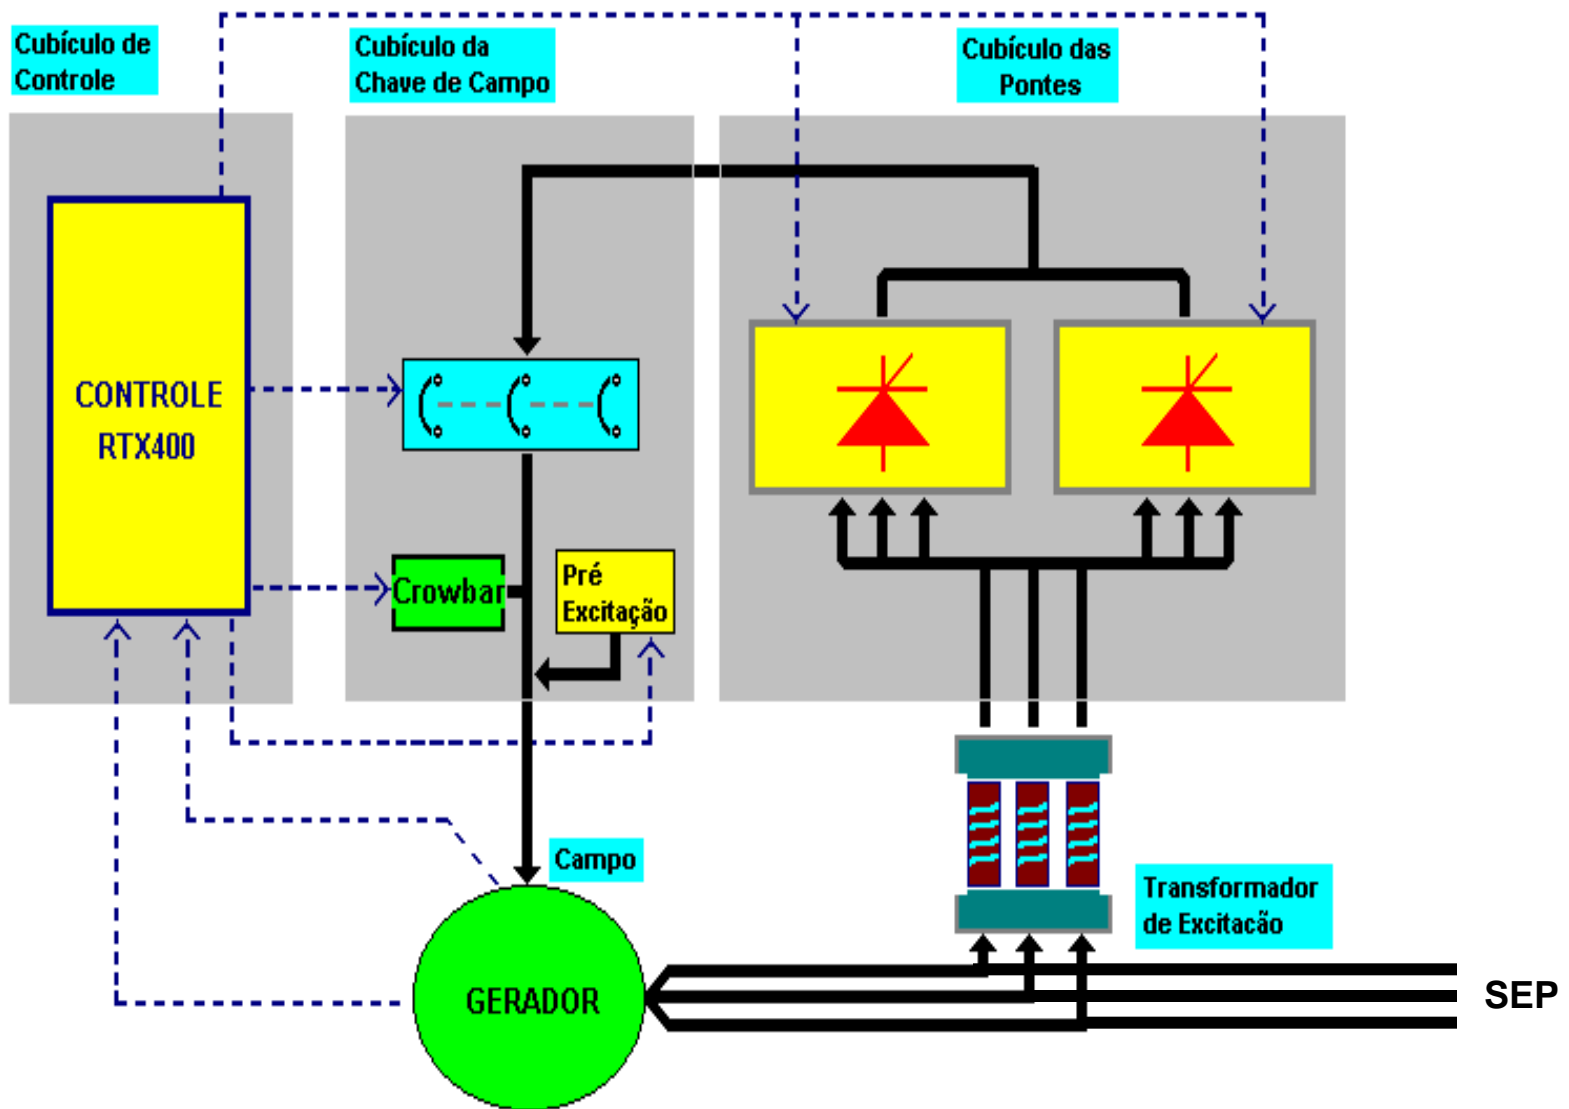 Cubículo de
Controle
Cubículo da
Chave de Campo
Cubículo das
Pontes
CONTROLE
RTX400
Crowbar
Pré
Excitação
Campo
Transformador
de Excitacão
GERADOR
SEP